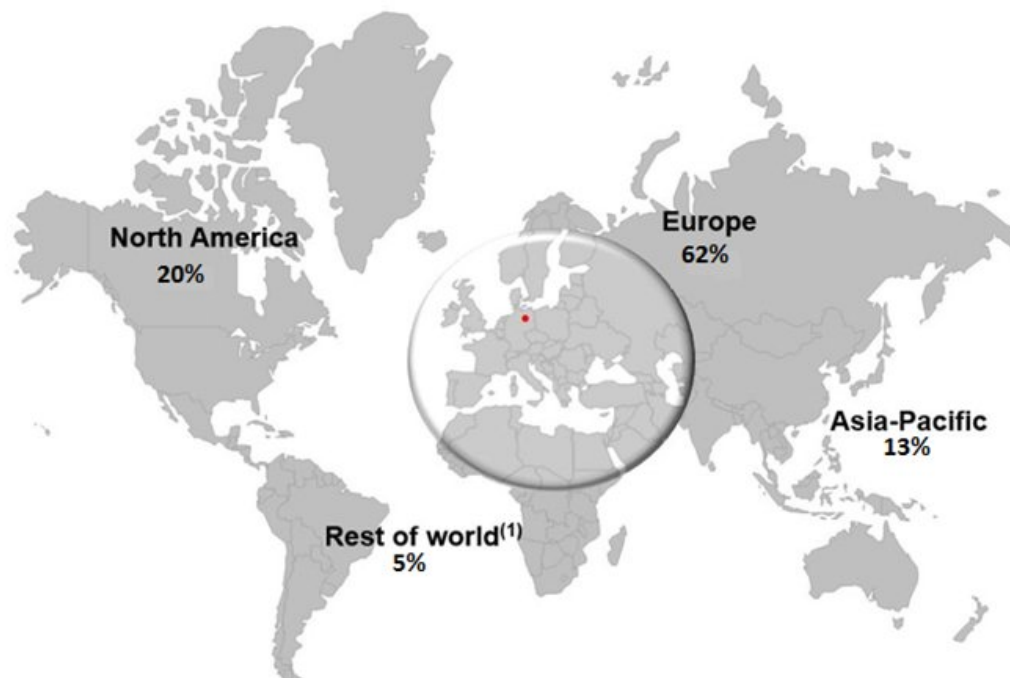 North America
20%
Europe
62%
Asia-Pacific
13%
Rest of world(1)
5%